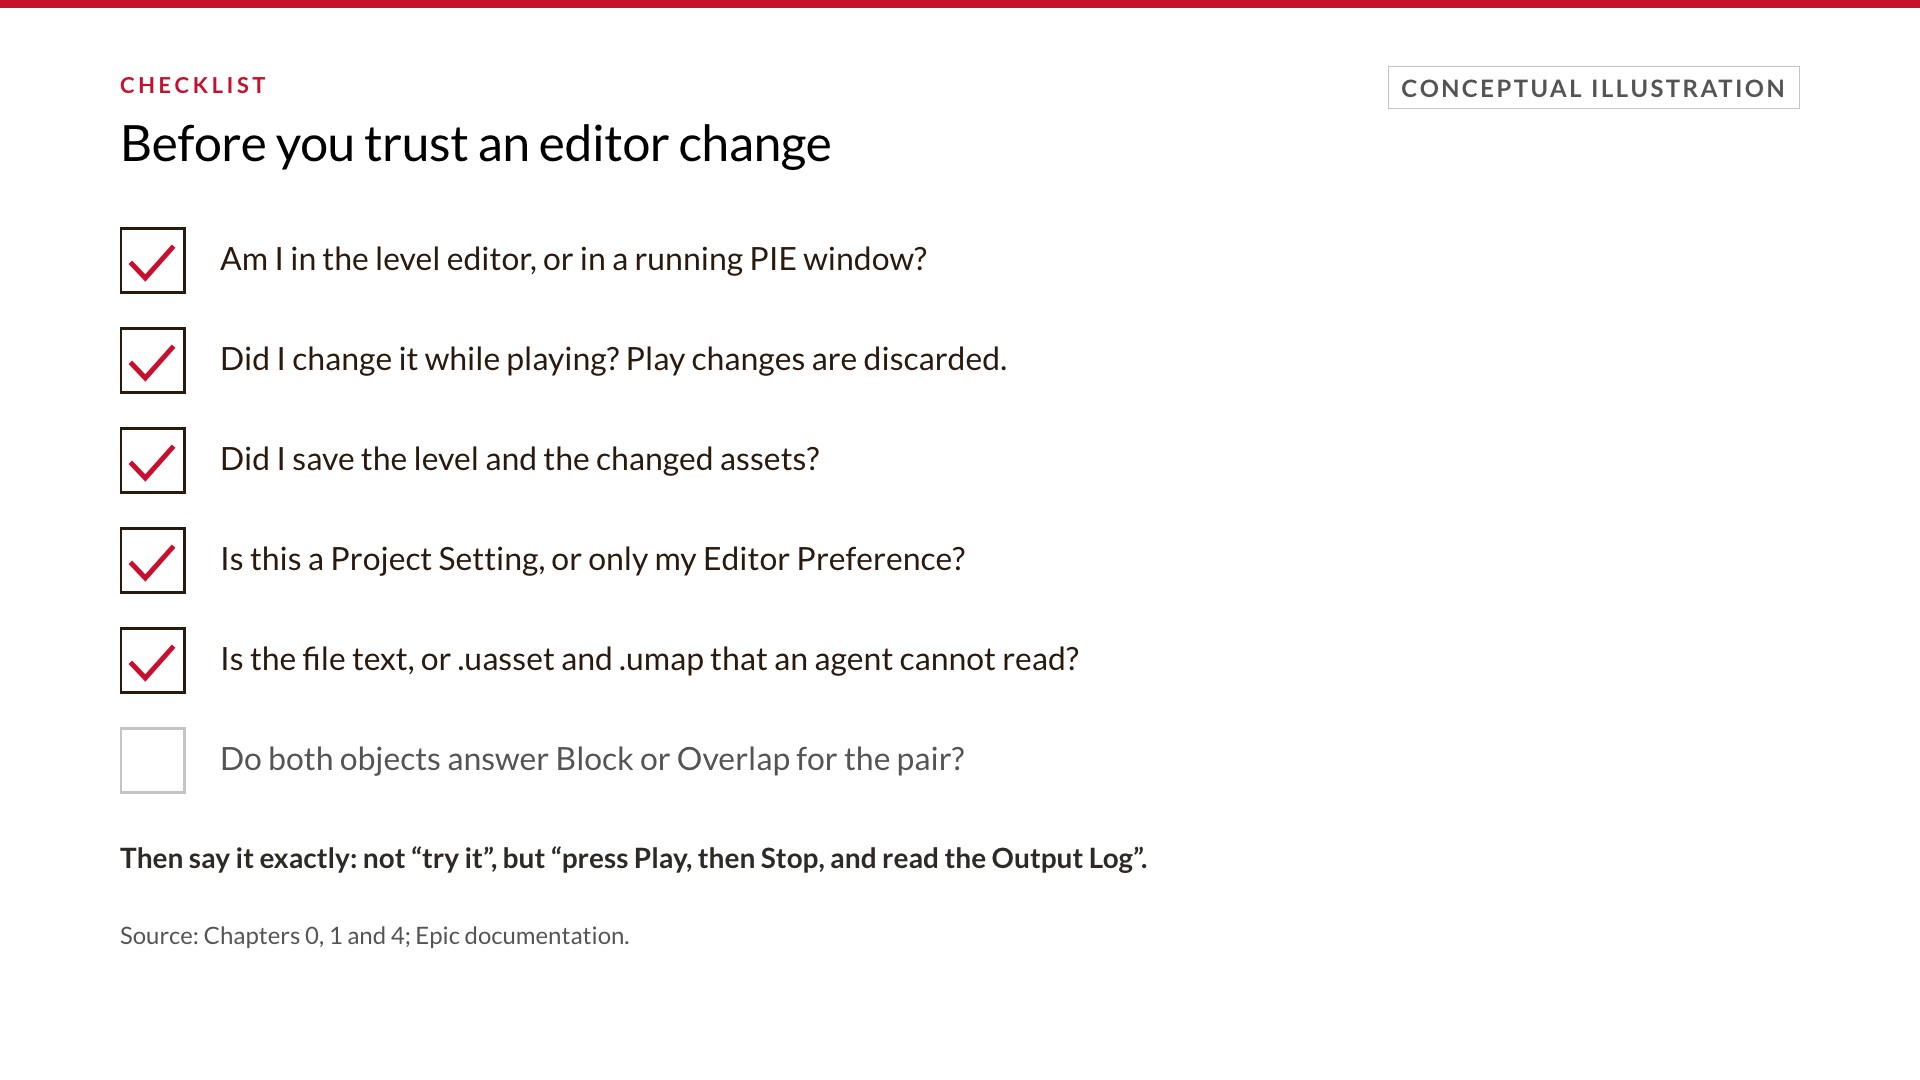 CHECKLIST
CONCEPTUAL ILLUSTRATION
Before you trust an editor change
Am I in the level editor, or in a running PIE window?
Did I change it while playing? Play changes are discarded.
Did I save the level and the changed assets?
Is this a Project Setting, or only my Editor Preference?
Is the file text, or .uasset and .umap that an agent cannot read?
Do both objects answer Block or Overlap for the pair?
Then say it exactly: not “try it”, but “press Play, then Stop, and read the Output Log”.
Source: Chapters 0, 1 and 4; Epic documentation.